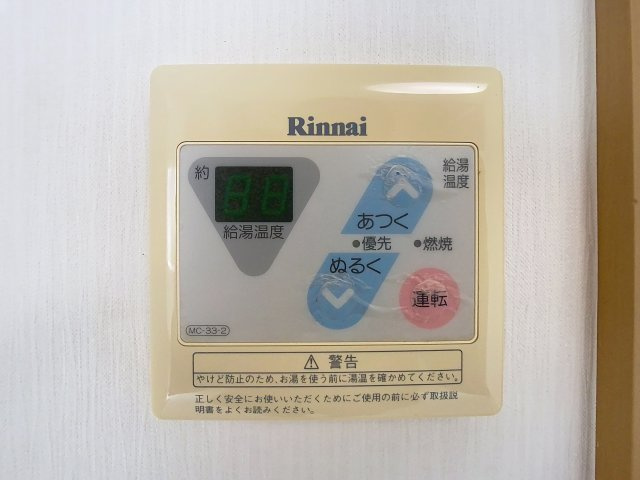 Rinnai
約
88
給湯温度
給湯
温度
あつく
●優先 ●燃焼
ぬるく
運転
MC-33-2
⚠ 警告
やけど防止のため、お湯を使う前に湯温を確かめてください。
正しく安全にお使いいただくためにご使用の前に必ず取扱説
明書をよくお読みください。